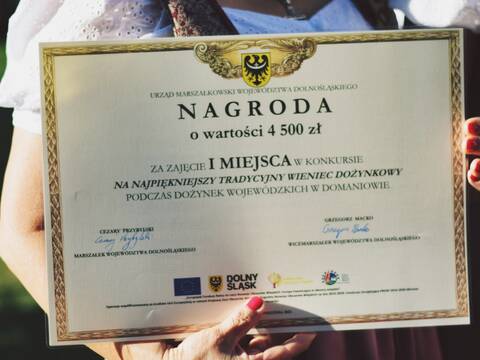 URZĄD MARSZAŁKOWSKI WOJEWÓDZTWA DOLNOŚLĄSKIEGO
NAGRODA
o wartości 4 500 zł
ZA ZAJĘCIE I MIEJSCA W KONKURSIE
NA NAJPIĘKNIEJSZY TRADYCYJNY WIENIEC DOŻYNKOWY
PODCZAS DOŻYNEK WOJEWÓDZKICH W DOMANIOWIE.
CEZARY PRZYBYLSKI
MARSZAŁEK WOJEWÓDZTWA DOLNOŚLĄSKIEGO
GRZEGORZ MACKO
WICEMARSZAŁEK WOJEWÓDZTWA DOLNOŚLĄSKIEGO
DOLNY
ŚLĄSK